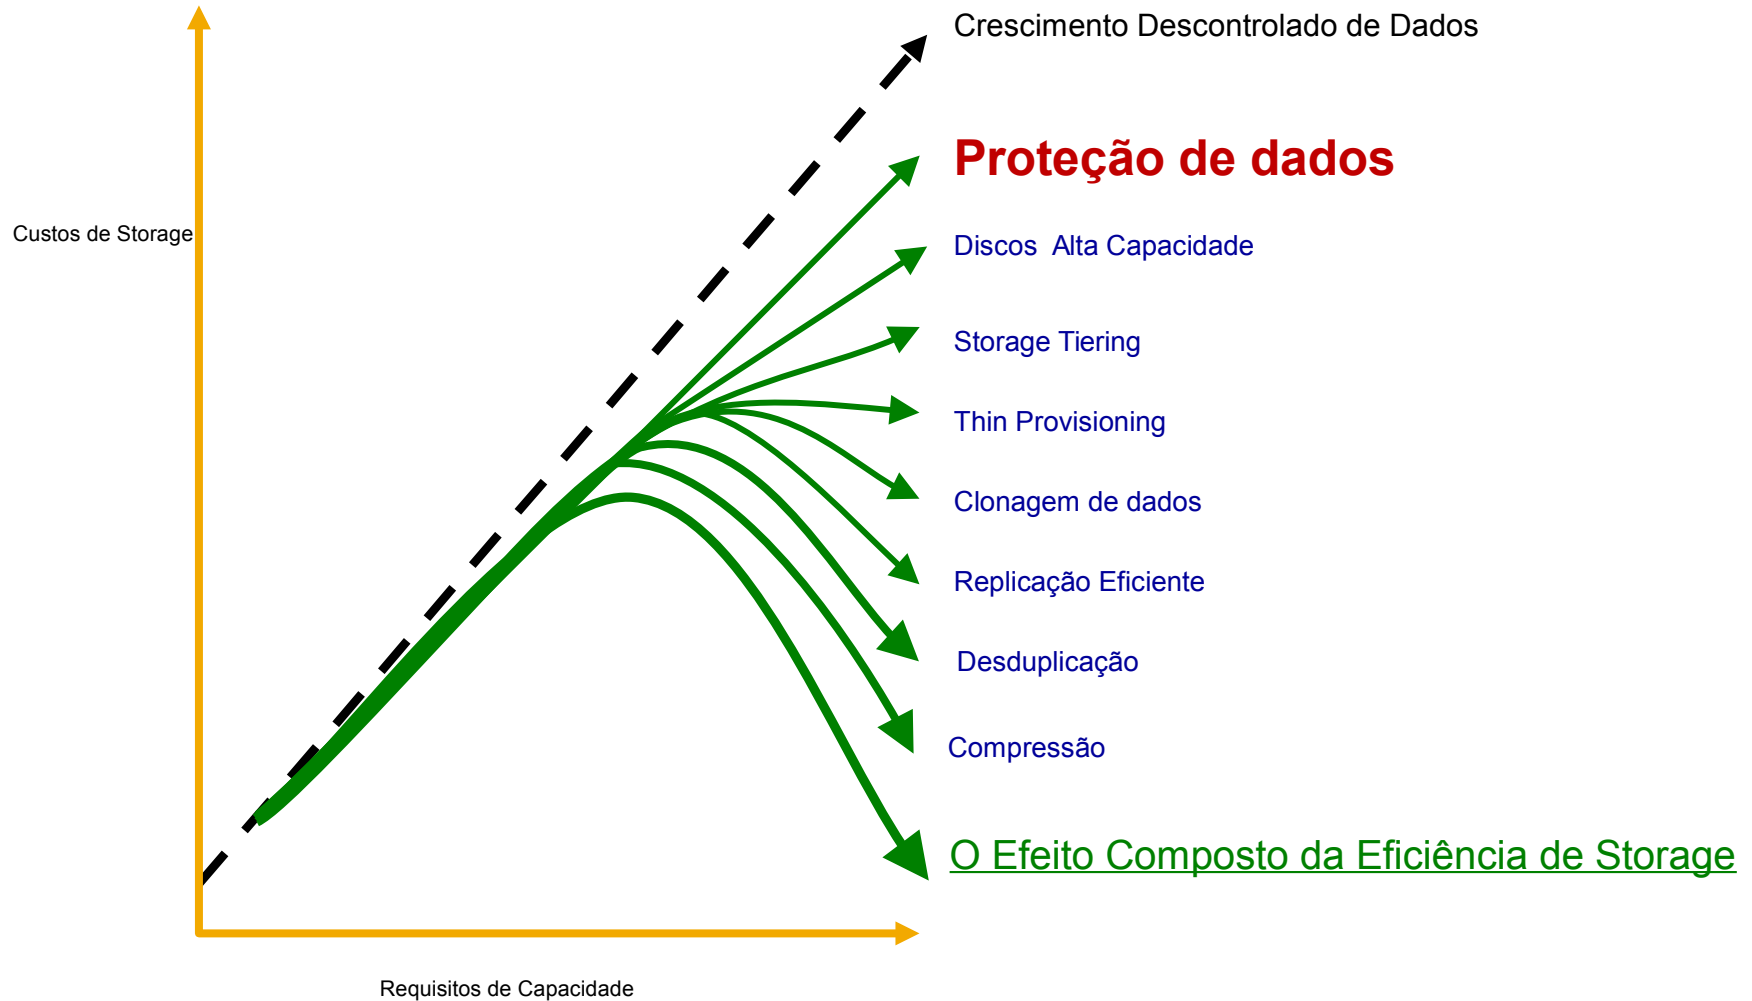 Crescimento Descontrolado de Dados
Proteção de dados
Custos de Storage
Discos  Alta Capacidade
Storage Tiering
Thin Provisioning
Clonagem de dados
Replicação Eficiente
Desduplicação
Compressão
O Efeito Composto da Eficiência de Storage
Requisitos de Capacidade